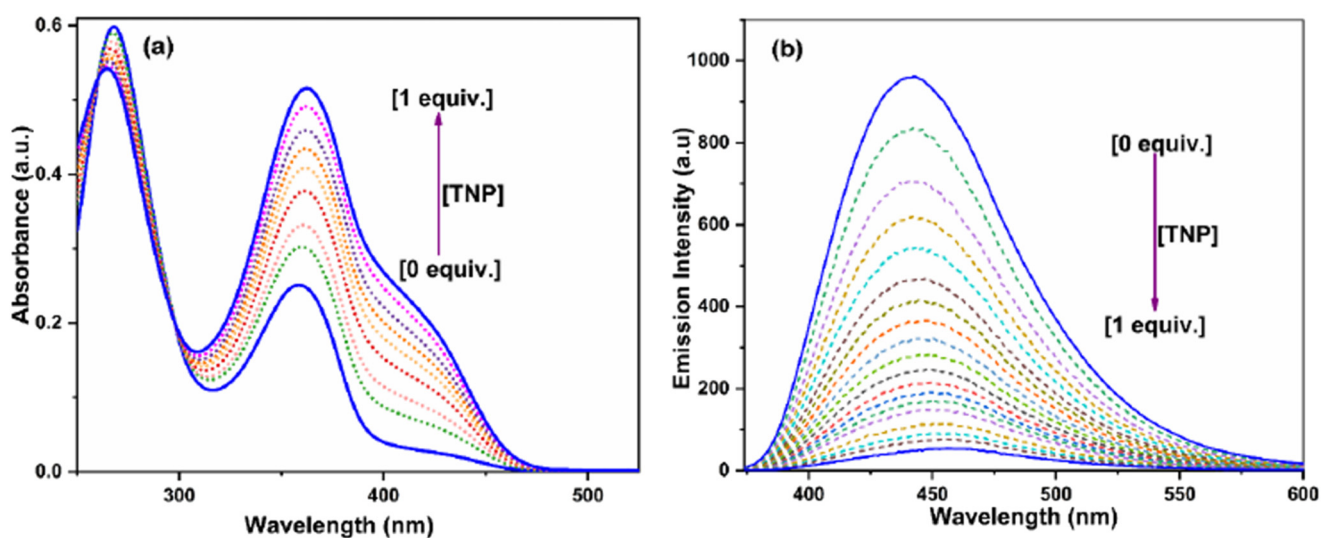 (a)
[1 equiv.]
[TNP]
[0 equiv.]
0.6
0.4
0.2
0.0
Absorbance (a.u.)
300
400
500
Wavelength (nm)
(b)
[0 equiv.]
[TNP]
[1 equiv.]
1000
800
600
400
200
0
Emission Intensity (a.u)
400
450
500
550
600
Wavelength (nm)